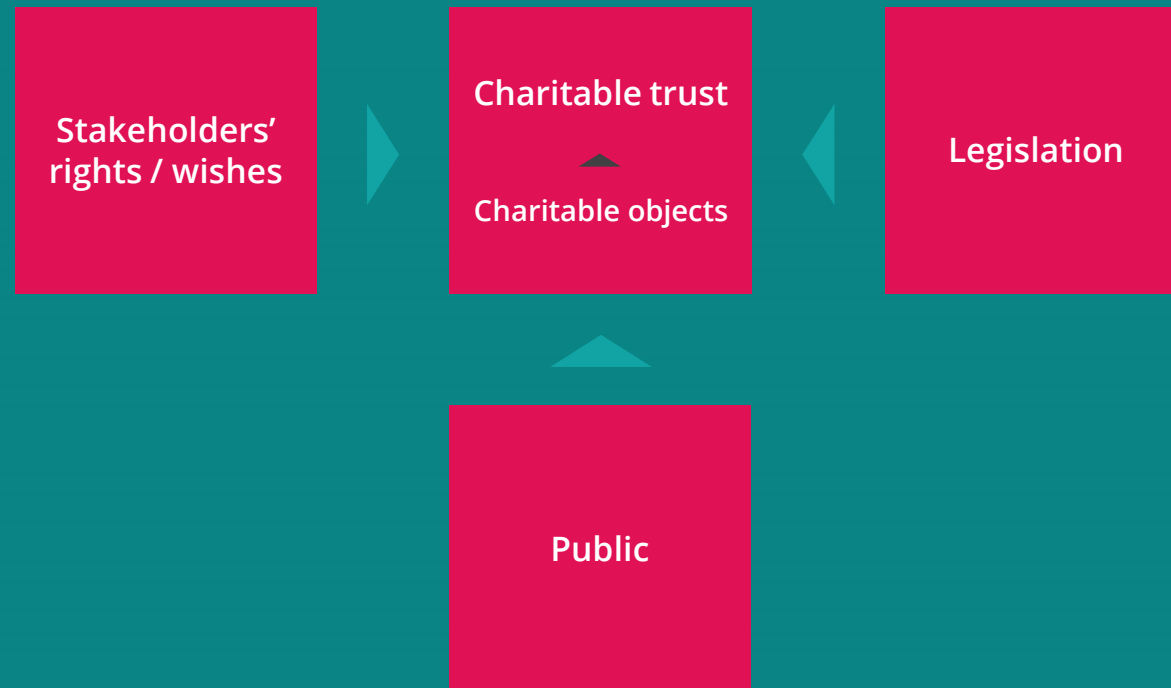 Stakeholders’
rights / wishes
Charitable trust
Charitable objects
Legislation
Public